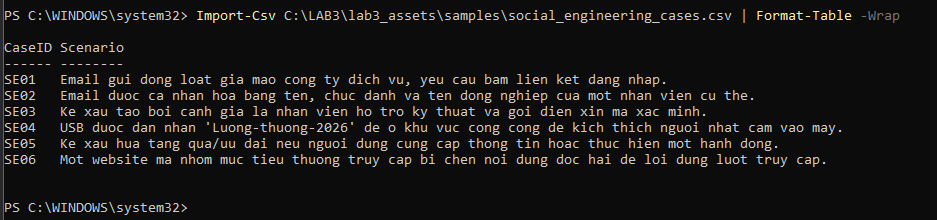 PS C:\WINDOWS\system32> Import-Csv C:\LAB3\lab3_assets\samples\social_engineering_cases.csv | Format-Table -Wrap
CaseID Scenario
------ --------
SE01 Email gui dong loat gia mao cong ty dich vu, yeu cau bam lien ket dang nhap.
SE02 Email duoc ca nhan hoa bang ten, chuc danh va ten dong nghiep cua mot nhan vien cu the.
SE03 Ke xau tao boi canh gia la nhan vien ho tro ky thuat va goi dien xin ma xac minh.
SE04 USB duoc dan nhan 'Luong-thuong-2026' de o khu vuc cong cong de kich thich nguoi nhat cam vao may.
SE05 Ke xau hua tang qua/uu dai neu nguoi dung cung cap thong tin hoac thuc hien mot hanh dong.
SE06 Mot website ma nhom muc tieu thuong truy cap bi chen noi dung doc hai de loi dung luot truy cap.
PS C:\WINDOWS\system32>